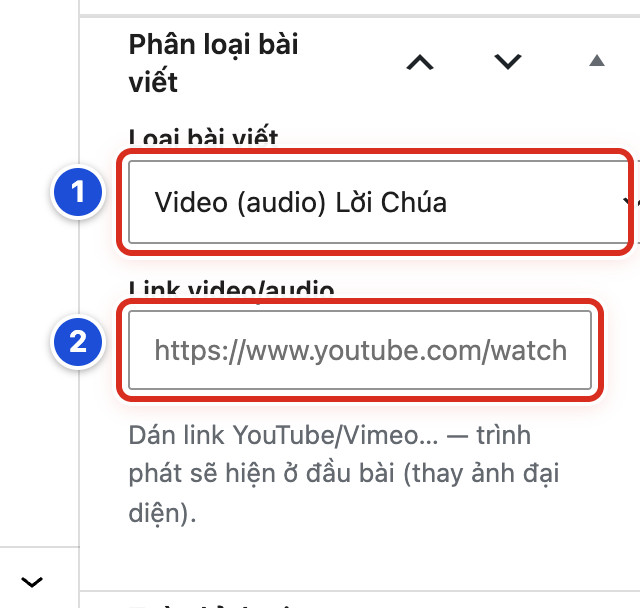 Phân loại bài
viết
Loại bài viết
1
Video (audio) Lời Chúa
Link video/audio
2
https://www.youtube.com/watch
Dán link YouTube/Vimeo... — trình
phát sẽ hiện ở đầu bài (thay ảnh đại
diện).